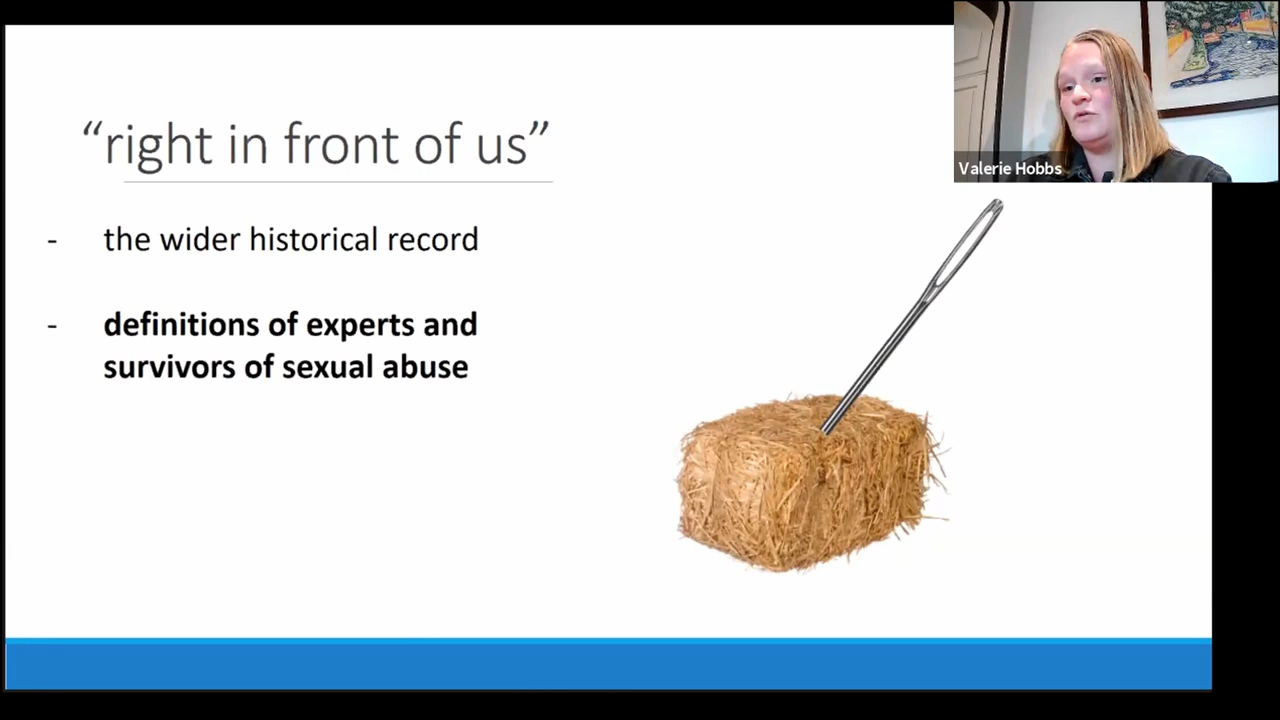 “right in front of us”
Valerie Hobbs
- the wider historical record
- definitions of experts and
survivors of sexual abuse